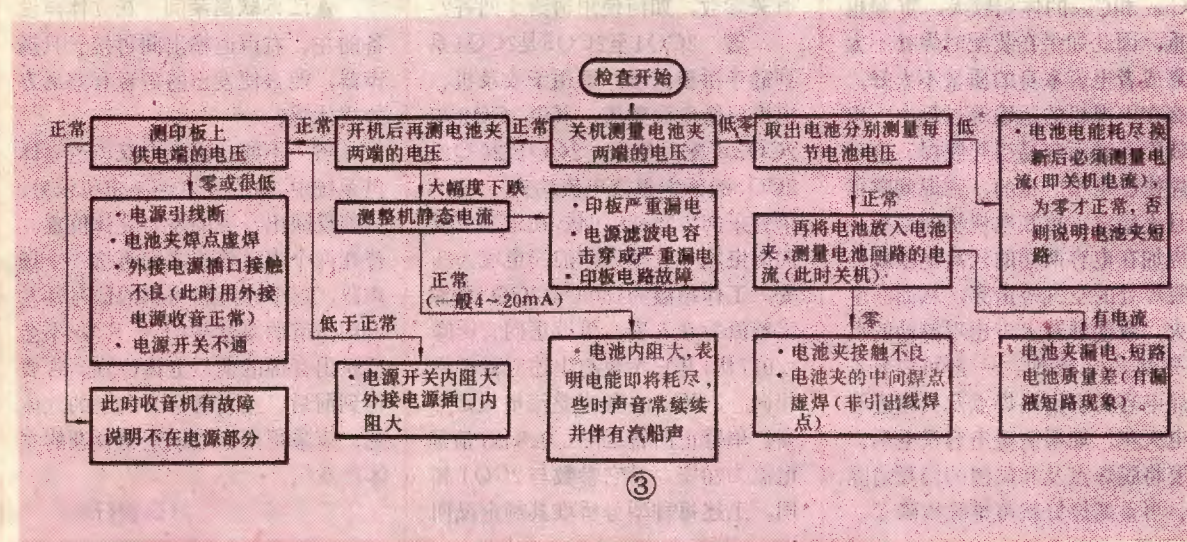 检查开始
正常
测印板上
供电端的电压
正常
开机后再测电池夹
两端的电压
正常
关机测量电池夹
两端的电压
低零
取出电池分别测量每
节电池电压
低
·电池电能耗尽换
新后必须测量电
流(即关机电流),
为零才正常,否
则说明电池夹短
路
零或很低
·电源引线断
·电池夹焊点虚焊
·外接电源插口接触
不良(此时用外接
电源收音正常)
·电源开关不通
大幅度下跌
测整机静态电流
·印板严重漏电
·电源滤波电容
击穿或严重漏电
·印板电路故障
正常
再将电池放入电池
夹,测量电池回路的电
流(此时关机)
正常
(一般4~20mA)
低于正常
零
有电流
此时收音机有故障
说明不在电源部分
·电源开关内阻大
外接电源插口内
阻大
·电池内阻大,表
明电能即将耗尽,
些时声音常续续
并伴有汽船声
·电池夹接触不良
·电池夹的中间焊点
虚焊(非引出线焊
点)
电池夹漏电、短路
电池质量差(有漏
液短路现象)。
③